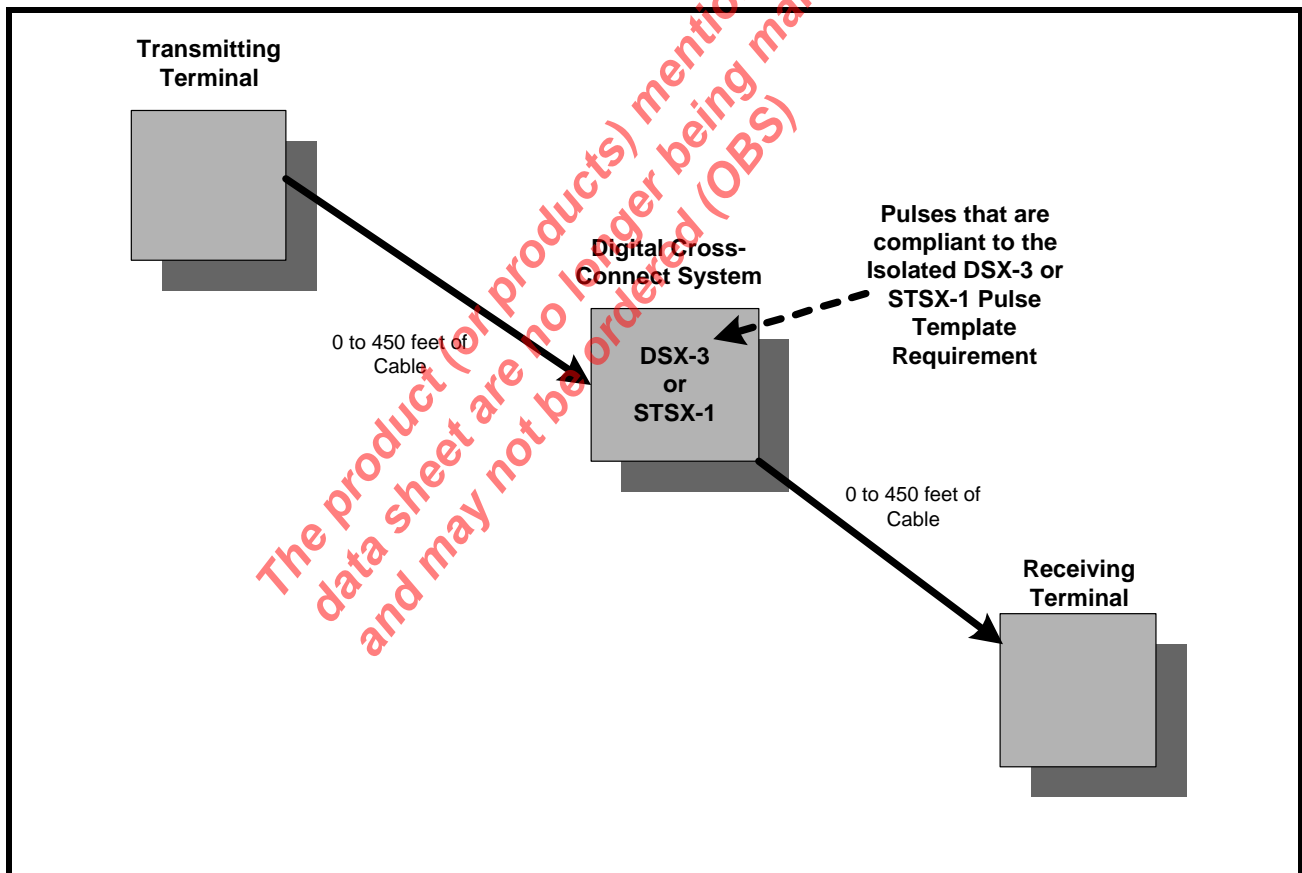 Transmitting
Terminal
Digital Cross-
Connect System
Pulses that are
compliant to the
Isolated DSX-3 or
STSX-1 Pulse
Template
Requirement
0 to 450 feet of
Cable
DSX-3
or
STSX-1
0 to 450 feet of
Cable
Receiving
Terminal
The product (or products)
data sheet are no longer being
and may not be ordered (OBS)